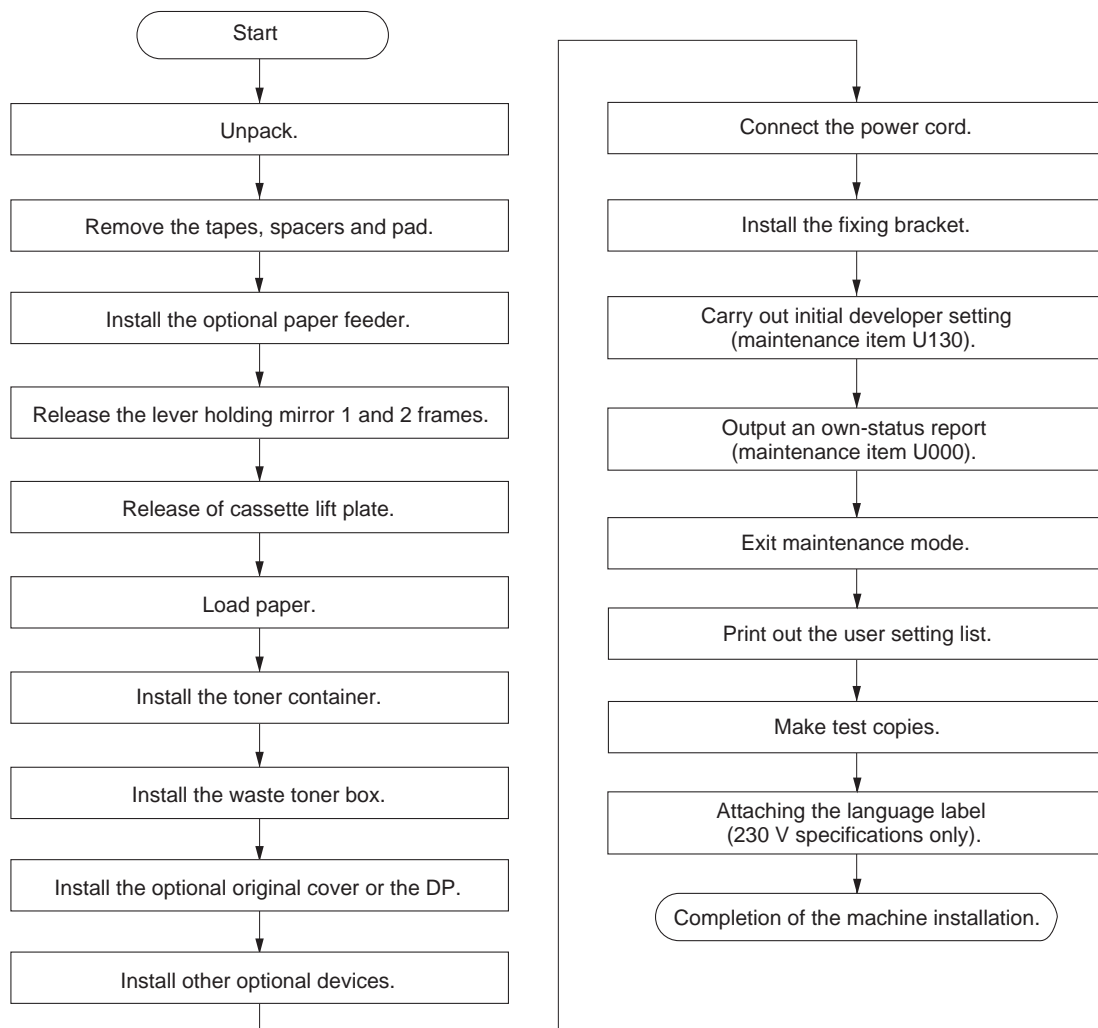 Start
Unpack.
Remove the tapes, spacers and pad.
Install the optional paper feeder.
Release the lever holding mirror 1 and 2 frames.
Release of cassette lift plate.
Load paper.
Install the toner container.
Install the waste toner box.
Install the optional original cover or the DP.
Install other optional devices.
Connect the power cord.
Install the fixing bracket.
Carry out initial developer setting
(maintenance item U130).
Output an own-status report
(maintenance item U000).
Exit maintenance mode.
Print out the user setting list.
Make test copies.
Attaching the language label
(230 V specifications only).
Completion of the machine installation.